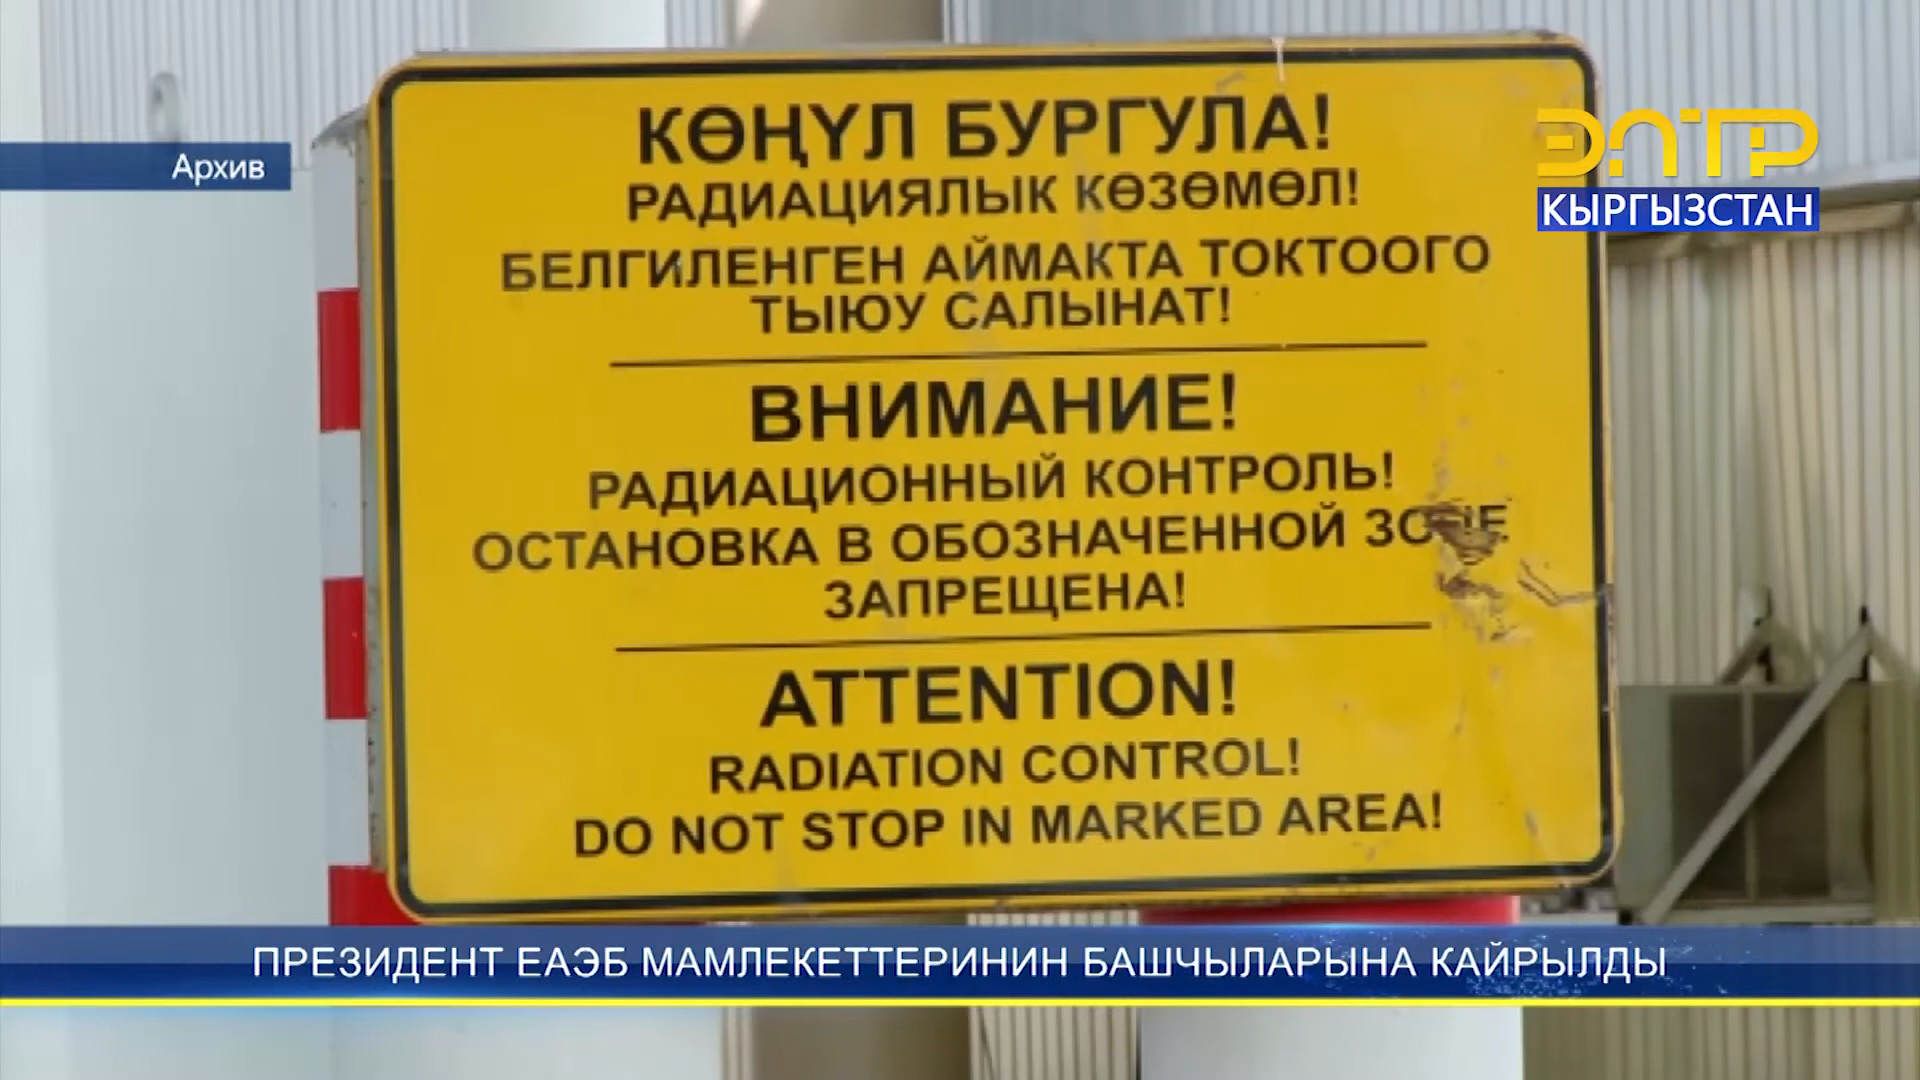 КӨҢҮЛ БУРГУЛА!
РАДИАЦИЯЛЫК КӨЗӨМӨЛ!
БЕЛГИЛЕНГЕН АЙМАКТА ТОКТООГО
ТЫЮУ САЛЫНАТ!
ВНИМАНИЕ!
РАДИАЦИОННЫЙ КОНТРОЛЬ!
ОСТАНОВКА В ОБОЗНАЧЕННОЙ ЗОНЕ
ЗАПРЕЩЕНА!
ATTENTION!
RADIATION CONTROL!
DO NOT STOP IN MARKED AREA!
Архив
ЭЛТР
КЫРГЫЗСТАН
ПРЕЗИДЕНТ ЕАЭБ МАМЛЕКЕТТЕРИНИН БАШЧЫЛАРЫНА КАЙРЫЛДЫ